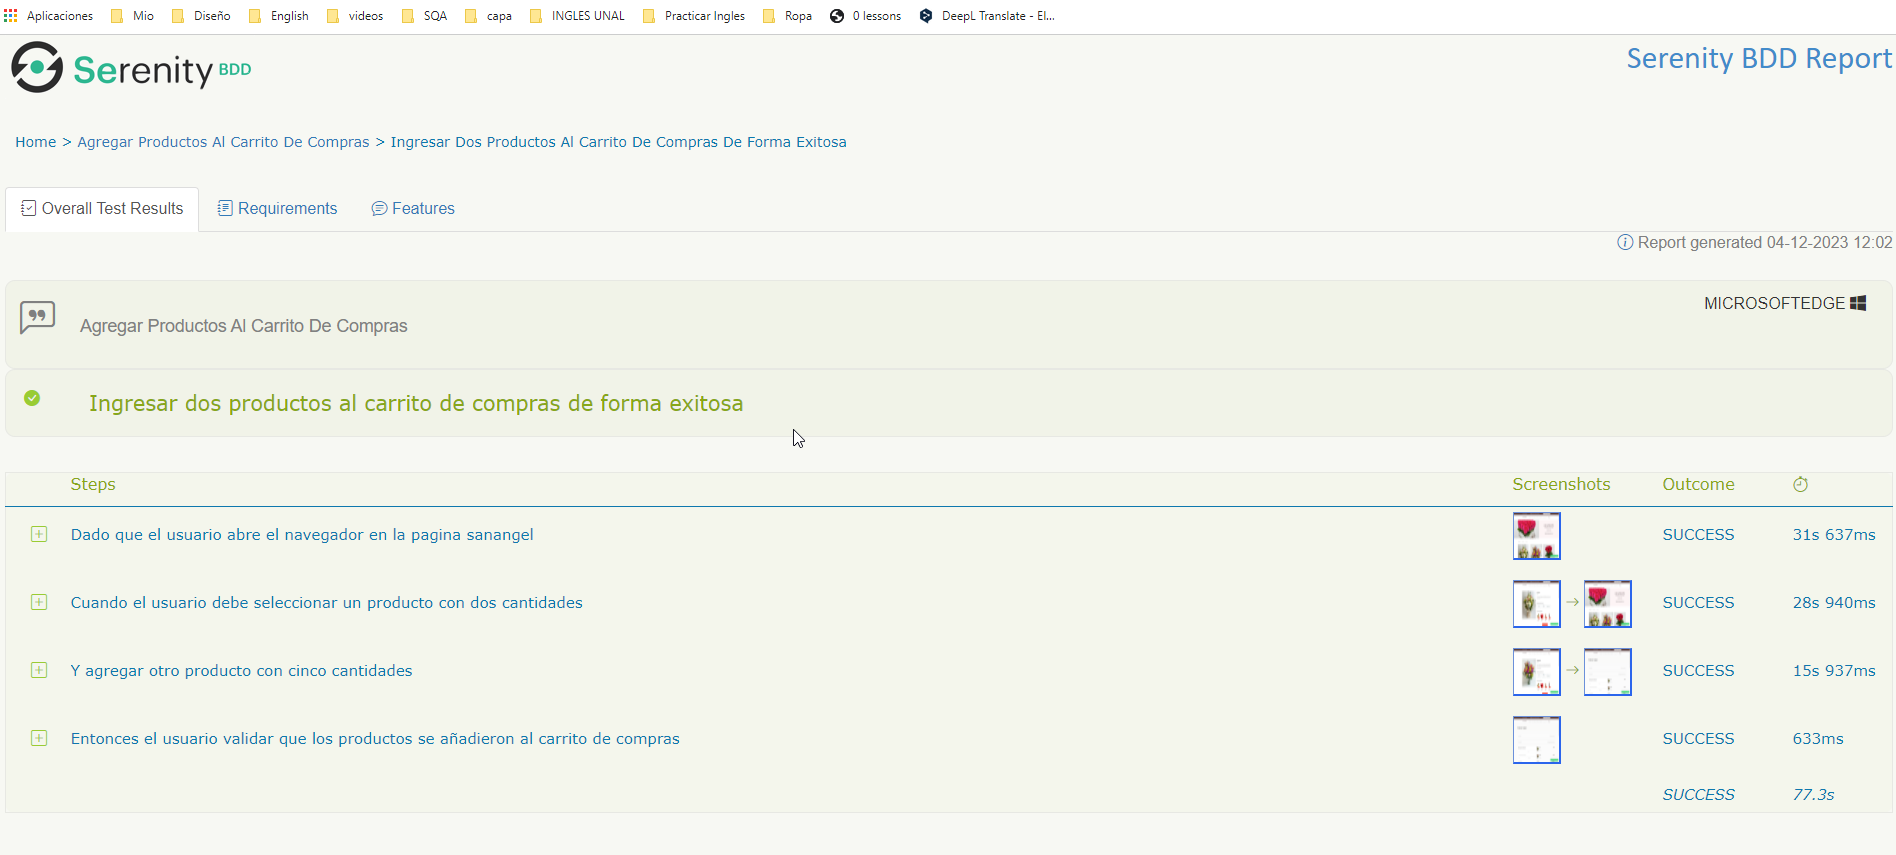 Aplicaciones Mio Diseño English videos SQA capa INGLES UNAL Practicar Ingles Ropa 0 lessons DeepL Translate - El...
Serenity BDD
Serenity BDD Report
Home > Agregar Productos Al Carrito De Compras > Ingresar Dos Productos Al Carrito De Compras De Forma Exitosa
Overall Test Results Requirements Features
Report generated 04-12-2023 12:02
MICROSOFTEDGE
Agregar Productos Al Carrito De Compras
Ingresar dos productos al carrito de compras de forma exitosa
Steps Screenshots Outcome
Dado que el usuario abre el navegador en la pagina sanangel SUCCESS 31s 637ms
Cuando el usuario debe seleccionar un producto con dos cantidades SUCCESS 28s 940ms
Y agregar otro producto con cinco cantidades SUCCESS 15s 937ms
Entonces el usuario validar que los productos se añadieron al carrito de compras SUCCESS 633ms
SUCCESS 77.3s